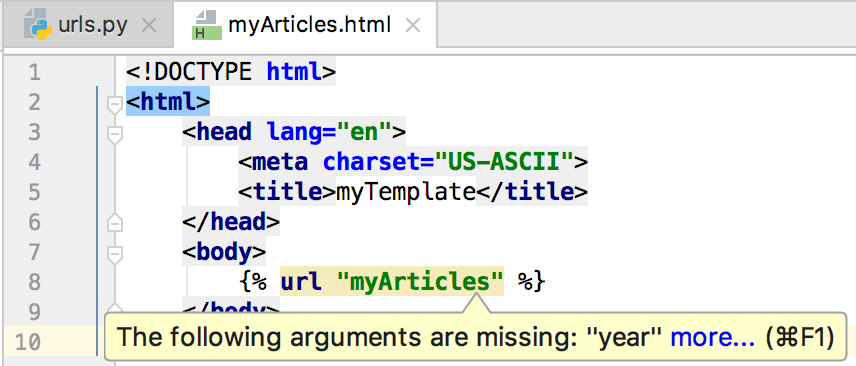 urls.py myArticles.html
1 <!DOCTYPE html>
2 <html>
3 <head lang="en">
4 <meta charset="US-ASCII">
5 <title>myTemplate</title>
6 </head>
7 <body>
8 {% url "myArticles" %}
9 </body>
10
The following arguments are missing: "year" more... (⌘F1)